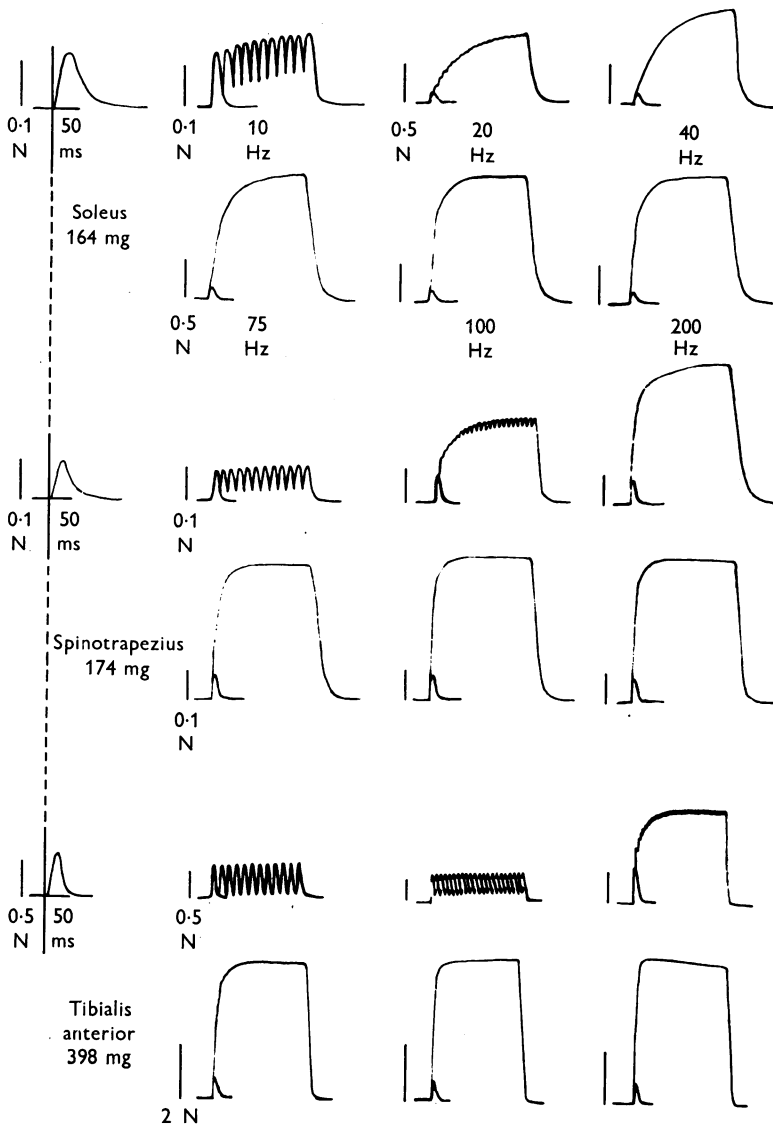 0·1 50 0·1 10 0·5 20 40
N ms N Hz N Hz Hz
Soleus
164 mg
0·5 75 100 200
N Hz Hz Hz
0·1 50 0·1
N ms N
Spinotrapezius
174 mg
0·1
N
0·5 50 0·5
N ms N
Tibialis
anterior
398 mg
2 N